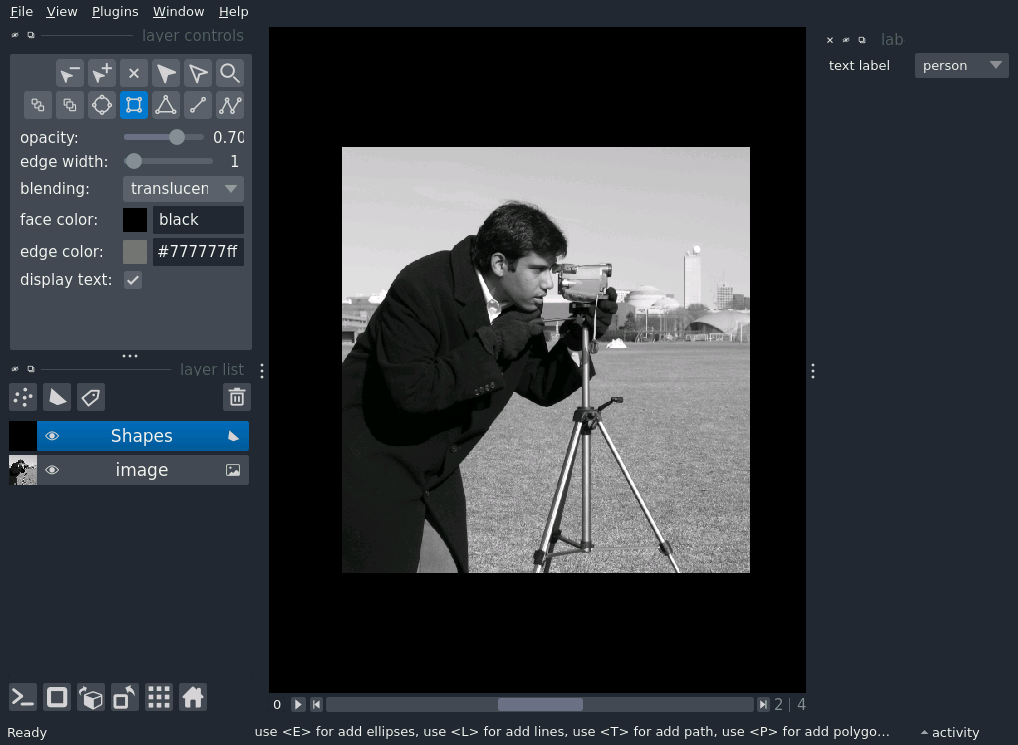 File View Plugins Window Help
layer controls
lab
text label person
opacity: 0.70
edge width: 1
blending: translucen
face color: black
edge color: #777777ff
display text:
layer list
Shapes
image
0 2 | 4
Ready use <E> for add ellipses, use <L> for add lines, use <T> for add path, use <P> for add polygo… activity